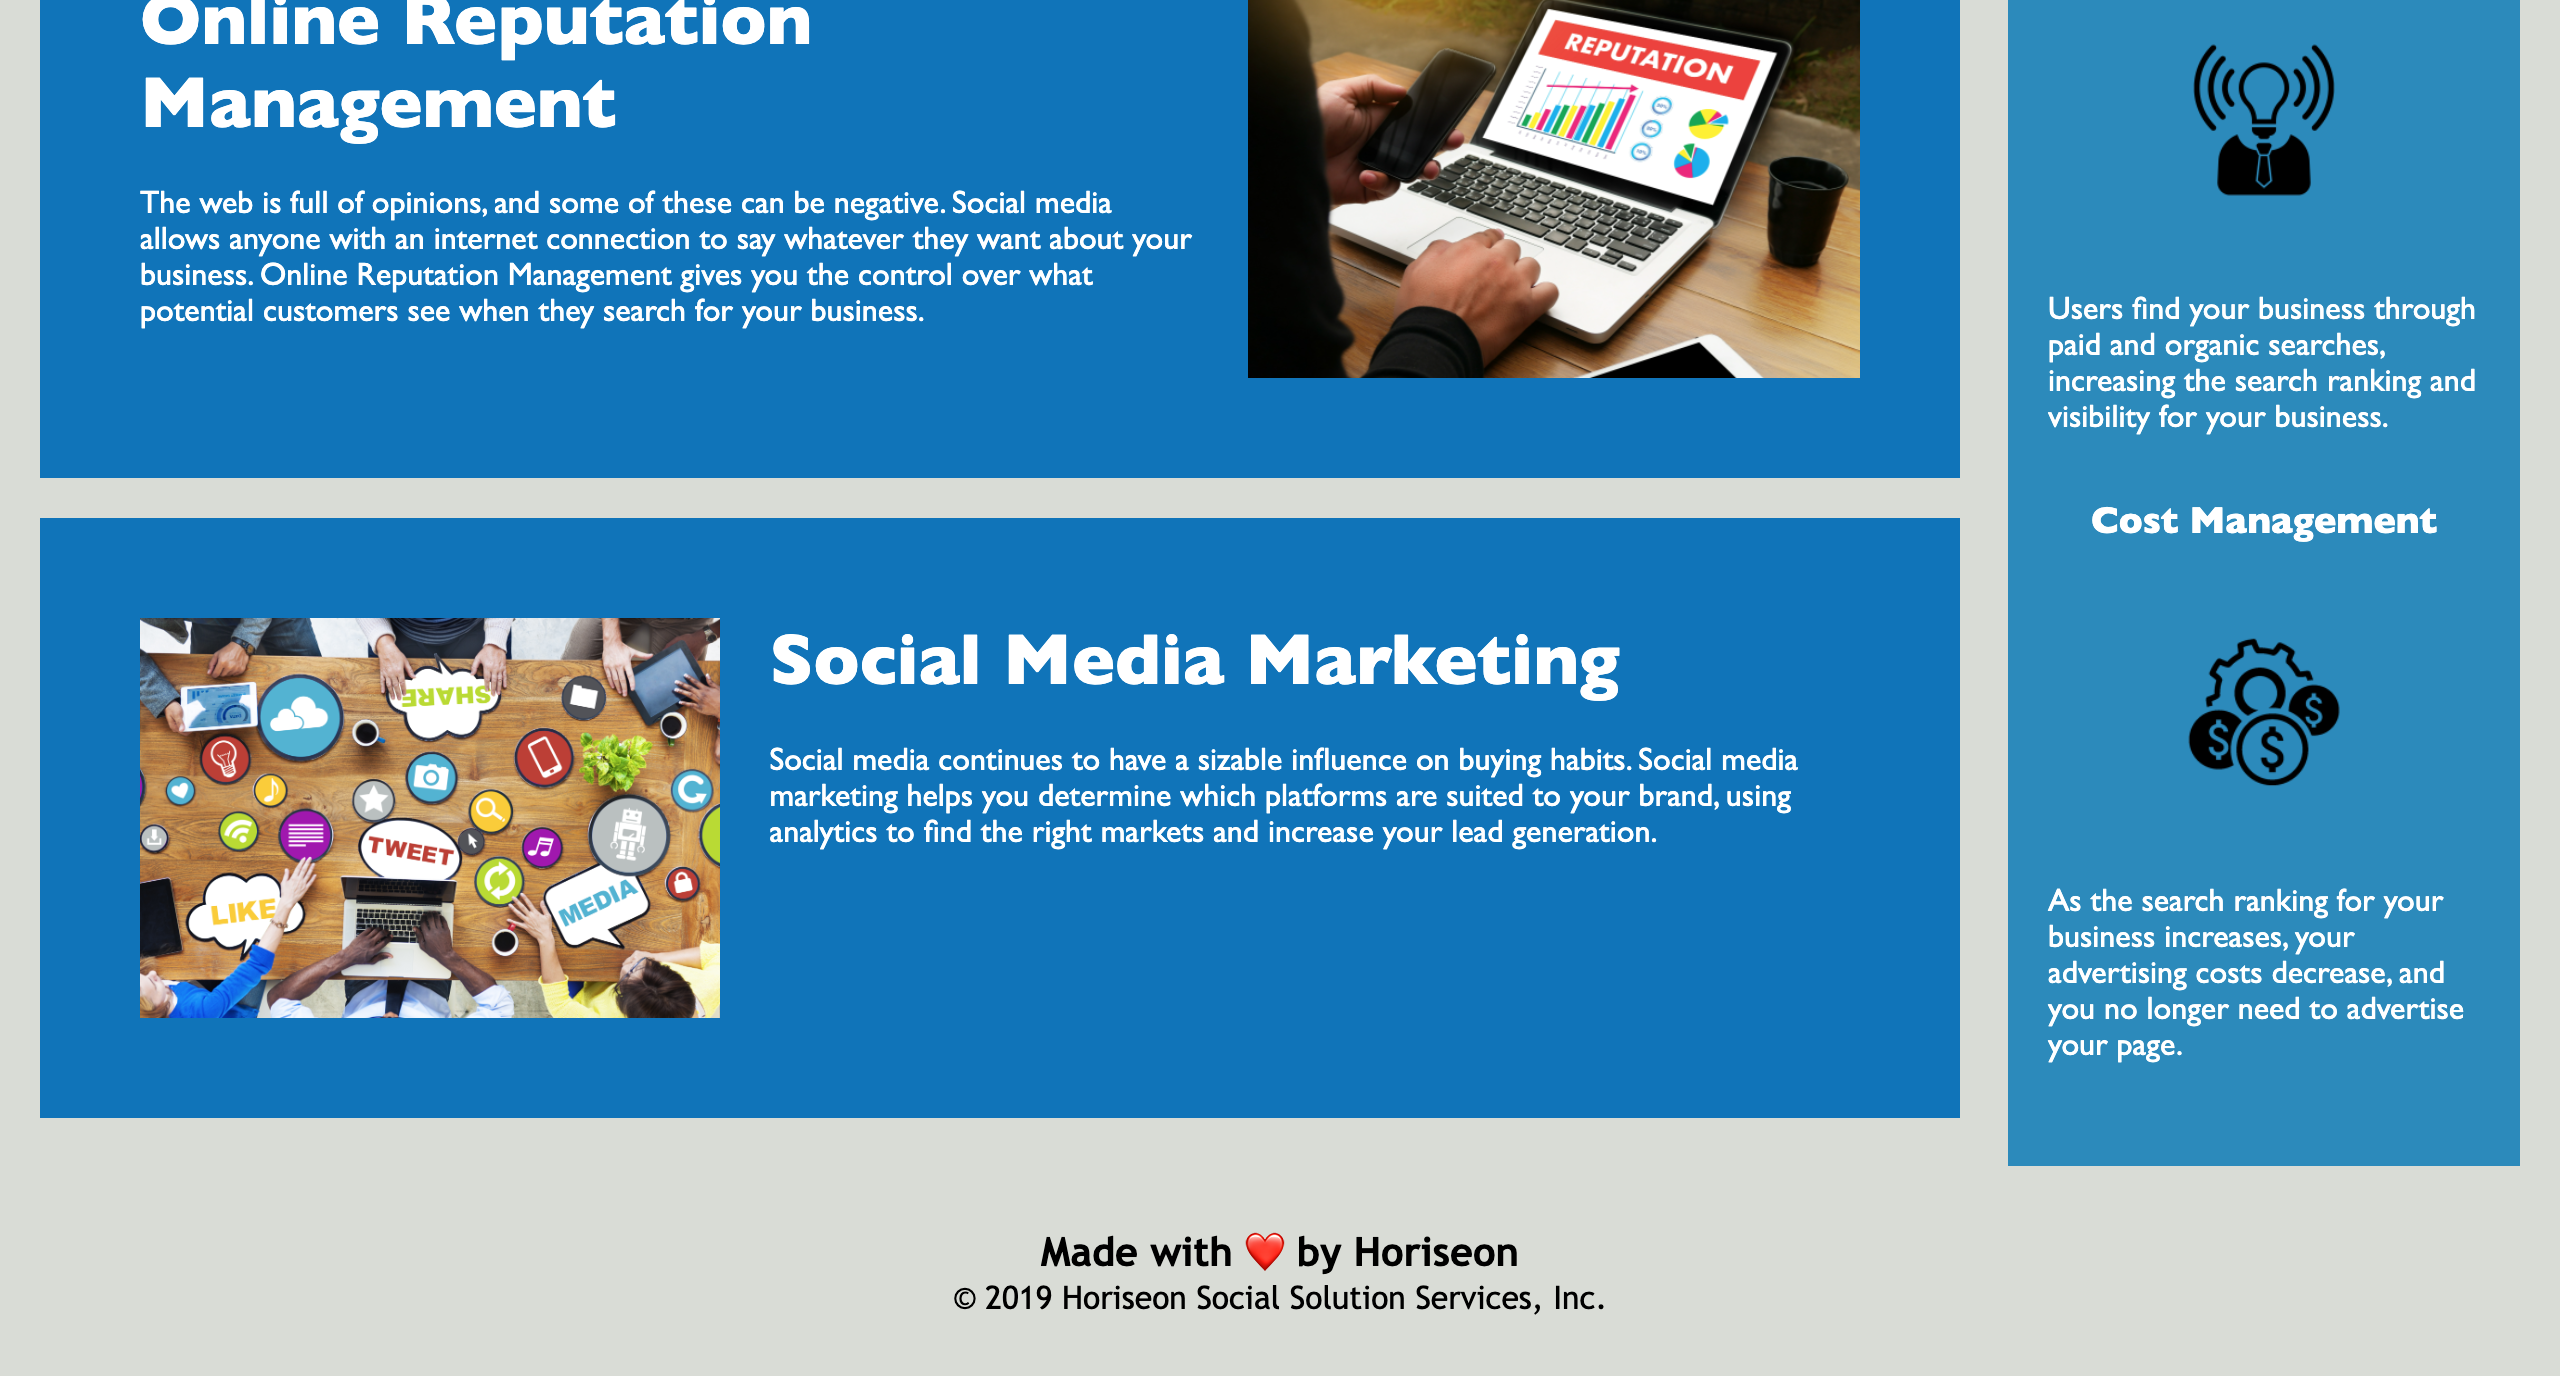 Online Reputation
Management
The web is full of opinions, and some of these can be negative. Social media
allows anyone with an internet connection to say whatever they want about your
business. Online Reputation Management gives you the control over what
potential customers see when they search for your business.
REPUTATION
Social Media Marketing
Social media continues to have a sizable influence on buying habits. Social media
marketing helps you determine which platforms are suited to your brand, using
analytics to find the right markets and increase your lead generation.
SHARE
TWEET
LIKE
MEDIA
Users find your business through
paid and organic searches,
increasing the search ranking and
visibility for your business.
Cost Management
$ $ $
As the search ranking for your
business increases, your
advertising costs decrease, and
you no longer need to advertise
your page.
Made with ❤️ by Horiseon
© 2019 Horiseon Social Solution Services, Inc.